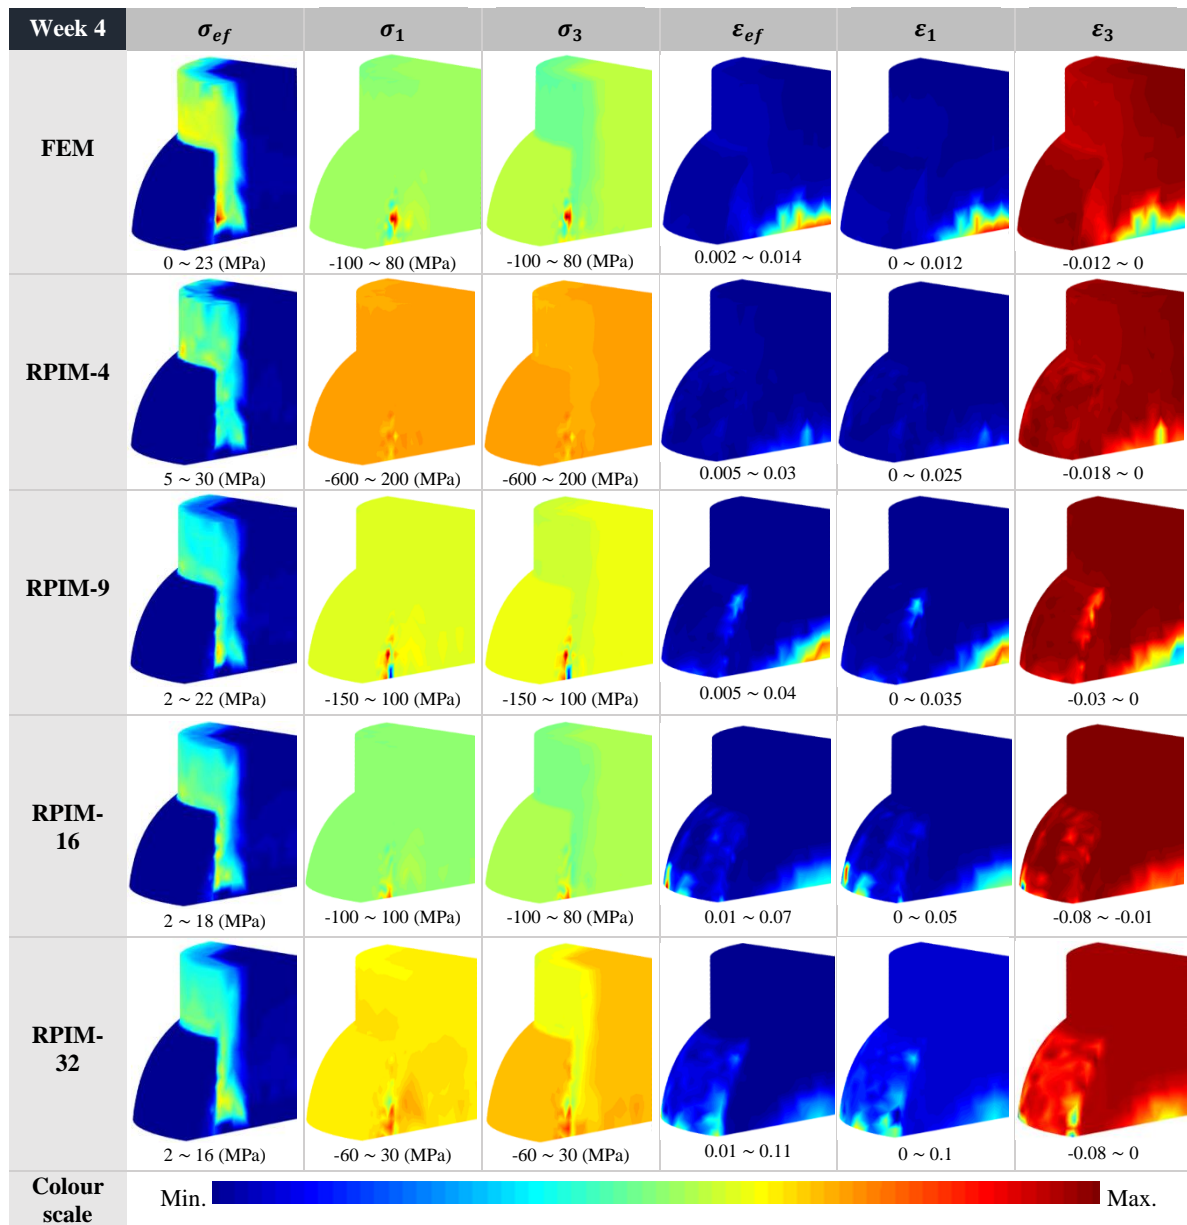 Week 4 σef σ1 σ3 εef ε1 ε3
FEM
0 ~ 23 (MPa) -100 ~ 80 (MPa) -100 ~ 80 (MPa) 0.002 ~ 0.014 0 ~ 0.012 -0.012 ~ 0
RPIM-4
5 ~ 30 (MPa) -600 ~ 200 (MPa) -600 ~ 200 (MPa) 0.005 ~ 0.03 0 ~ 0.025 -0.018 ~ 0
RPIM-9
2 ~ 22 (MPa) -150 ~ 100 (MPa) -150 ~ 100 (MPa) 0.005 ~ 0.04 0 ~ 0.035 -0.03 ~ 0
RPIM-
16
2 ~ 18 (MPa) -100 ~ 100 (MPa) -100 ~ 80 (MPa) 0.01 ~ 0.07 0 ~ 0.05 -0.08 ~ -0.01
RPIM-
32
2 ~ 16 (MPa) -60 ~ 30 (MPa) -60 ~ 30 (MPa) 0.01 ~ 0.11 0 ~ 0.1 -0.08 ~ 0
Colour
scale
Min. Max.